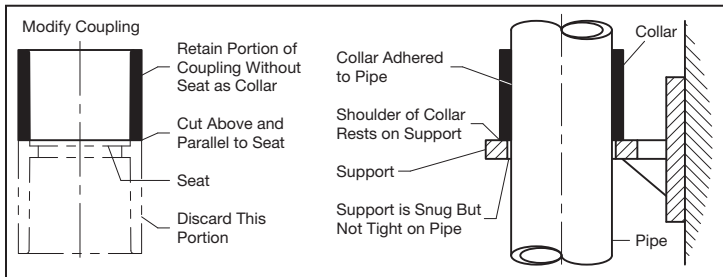 Modify Coupling
Retain Portion of
Coupling Without
Seat as Collar
Cut Above and
Parallel to Seat
Seat
Discard This
Portion
Collar Adhered
to Pipe
Shoulder of Collar
Rests on Support
Support
Support is Snug But
Not Tight on Pipe
Collar
Pipe